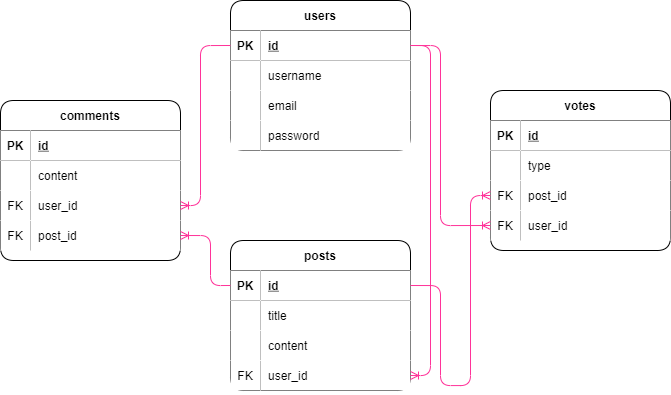 users
PK id
username
email
password
comments
PK id
content
FK user_id
FK post_id
votes
PK id
type
FK post_id
FK user_id
posts
PK id
title
content
FK user_id